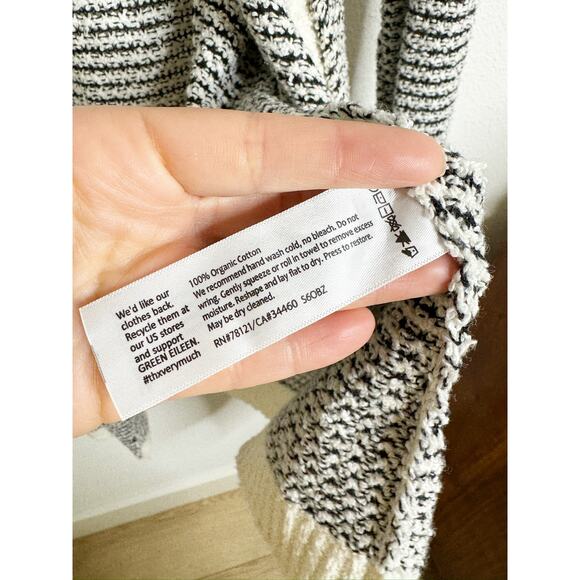 100% Organic Cotton
We recommend hand wash cold, no bleach. Do not
wring. Gently squeeze or roll in towel to remove excess
moisture. Reshape and lay flat to dry. Press to restore.
May be dry cleaned.
RN#78121/CA#34460 S6OBZ
We'd like our
clothes back.
Recycle them at
our US stores
and support
GREEN EILEEN.
#thxverymuch